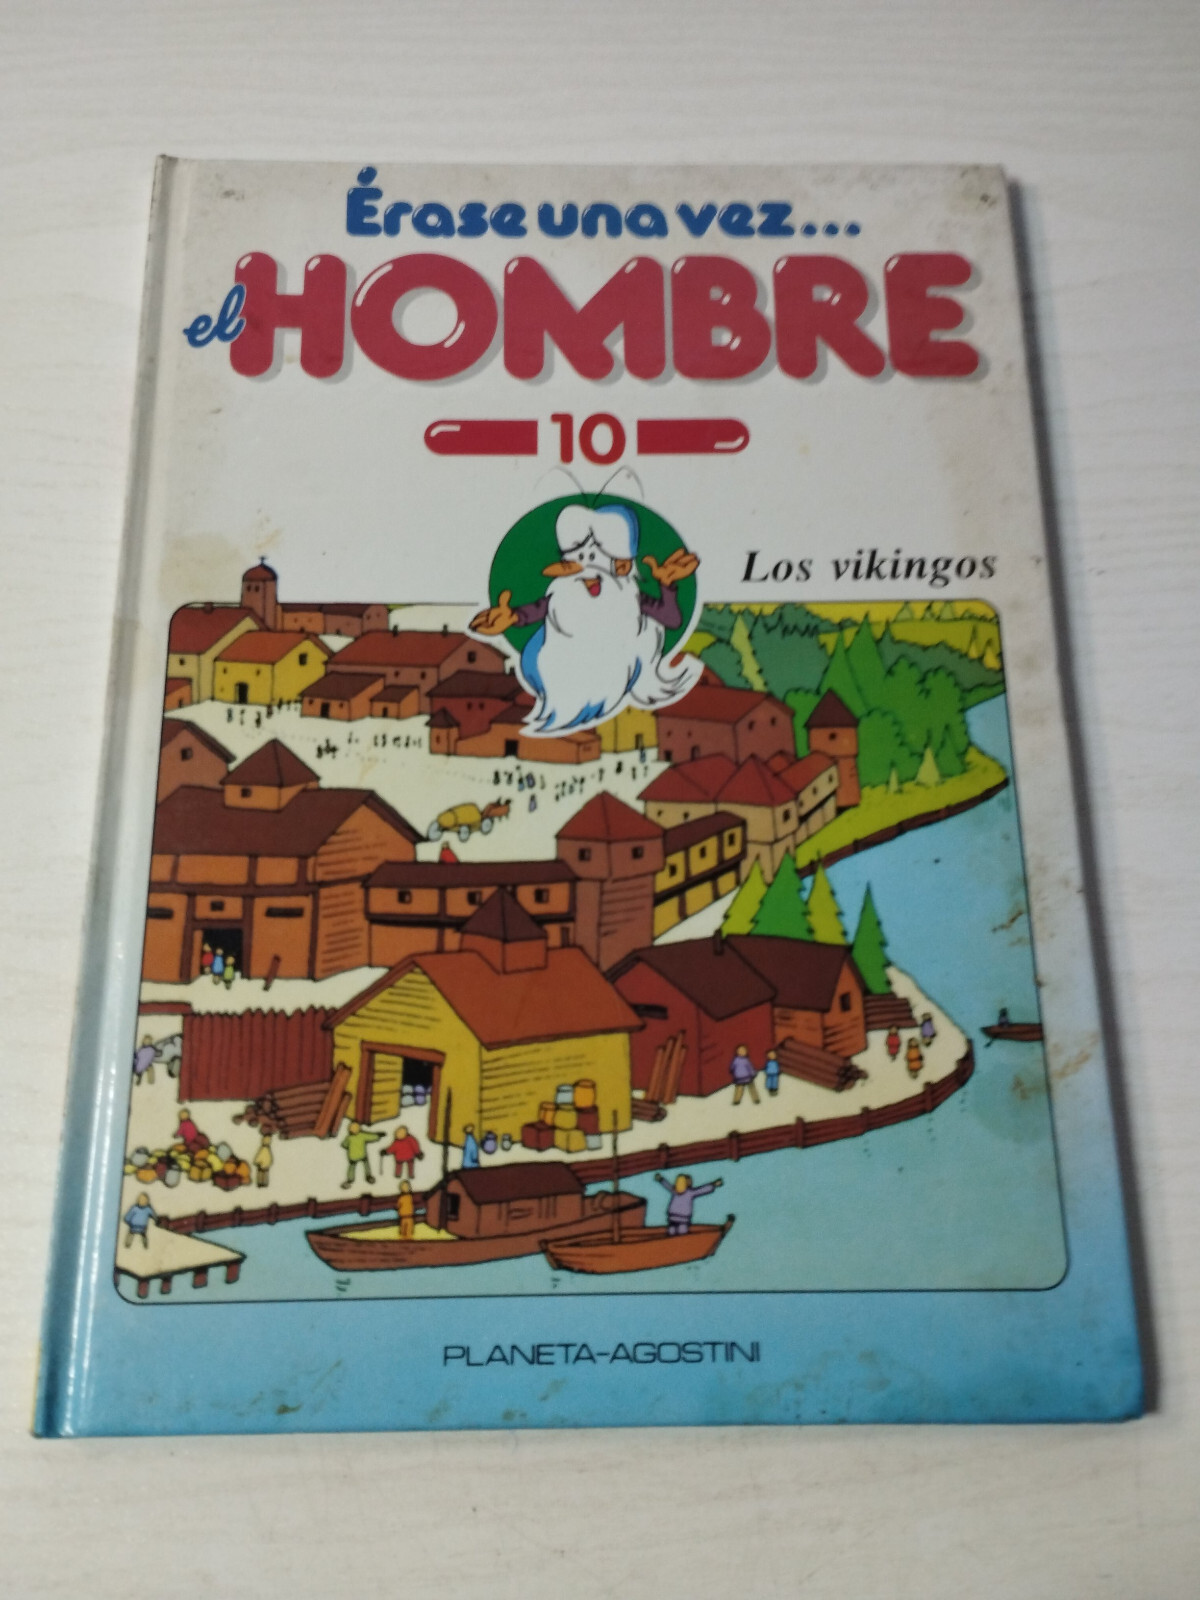 Érase una vez...
el HOMBRE
10
Los vikingos
PLANETA-AGOSTINI